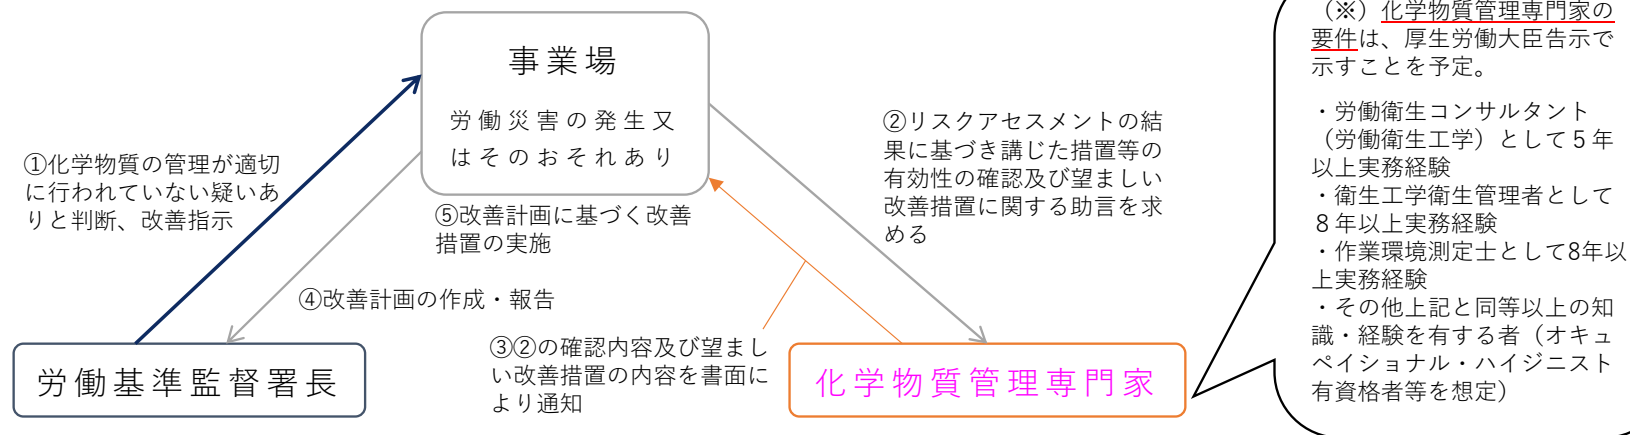 事業場
労働災害の発生又
はそのおそれあり
①化学物質の管理が適切
に行われていない疑いあ
りと判断、改善指示
②リスクアセスメントの結
果に基づき講じた措置等の
有効性の確認及び望ましい
改善措置に関する助言を求
める
⑤改善計画に基づく改善
措置の実施
④改善計画の作成・報告
③②の確認内容及び望まし
い改善措置の内容を書面に
より通知
労働基準監督署長
化学物質管理専門家
（※）化学物質管理専門家の
要件は、厚生労働大臣告示で
示すことを予定。
・労働衛生コンサルタント
（労働衛生工学）として５年
以上実務経験
・衛生工学衛生管理者として
８年以上実務経験
・作業環境測定士として8年以
上実務経験
・その他上記と同等以上の知
識・経験を有する者（オキュ
ペイショナル・ハイジニスト
有資格者等を想定）